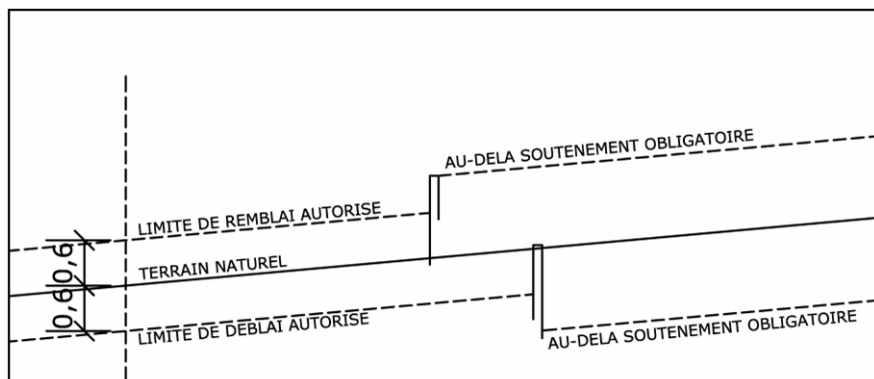 AU-DELA SOUTENEMENT OBLIGATOIRE
LIMITE DE REMBLAI AUTORISE
0,6
TERRAIN NATUREL
0,6
LIMITE DE DEBLAI AUTORISE
AU-DELA SOUTENEMENT OBLIGATOIRE